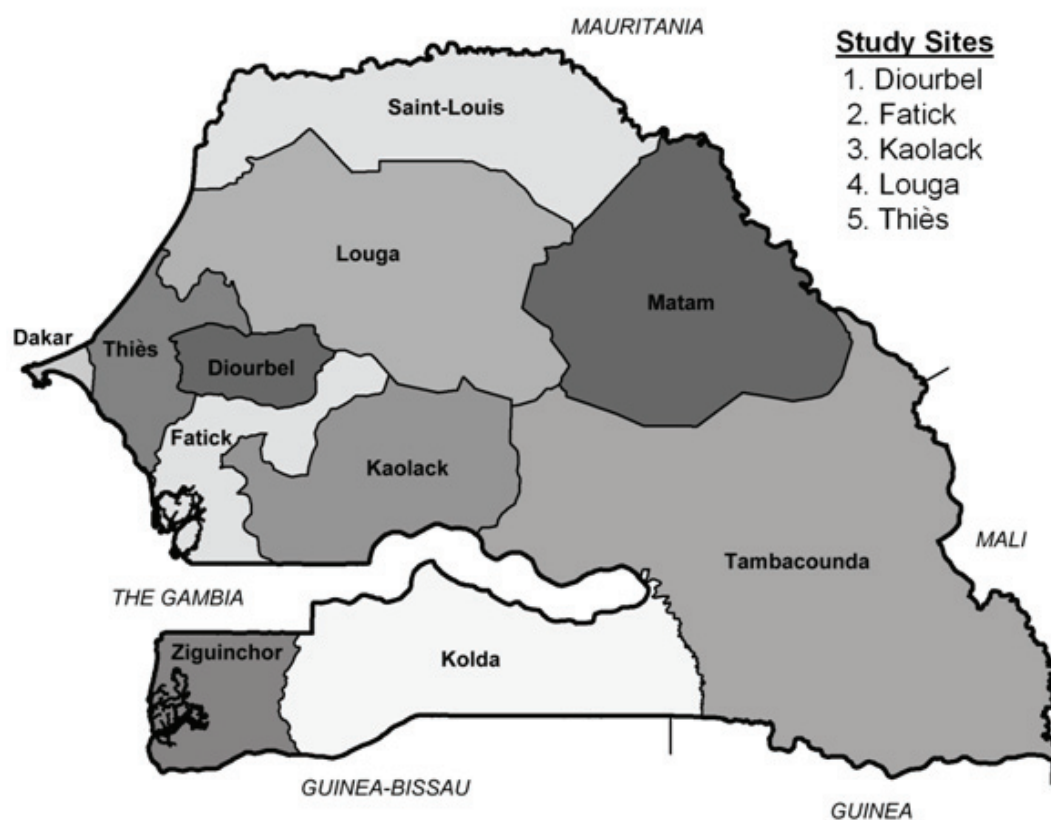 MAURITANIA
Study Sites
1. Diourbel
2. Fatick
3. Kaolack
4. Louga
5. Thiès
Saint-Louis
Louga
Matam
Dakar
Thiès
Diourbel
Fatick
Kaolack
Tambacounda
MALI
THE GAMBIA
Ziguinchor
Kolda
GUINEA-BISSAU
GUINEA